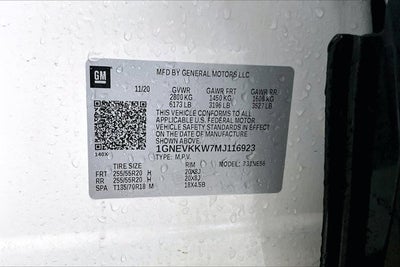 GM
MFD BY GENERAL MOTORS LLC
11/20 GVWR GAWR FRT GAWR RR
2800 KG 1450 KG 1600 KG
6173 LB 3196 LB 3527 LB
THIS VEHICLE CONFORMS TO ALL
APPLICABLE U.S. FEDERAL MOTOR
VEHICLE SAFETY STANDARDS IN
EFFECT ON THE DATE OF MANUFACTURE
SHOWN ABOVE.
1GNEVKKW7MJ116923
140X TYPE: M.P.V. MODEL:
TIRE SIZE RIM
FRT 255/55R20 H 20X8J
RR 255/55R20 H 20X8J
SPA T135/70R18 M 18X4.5B